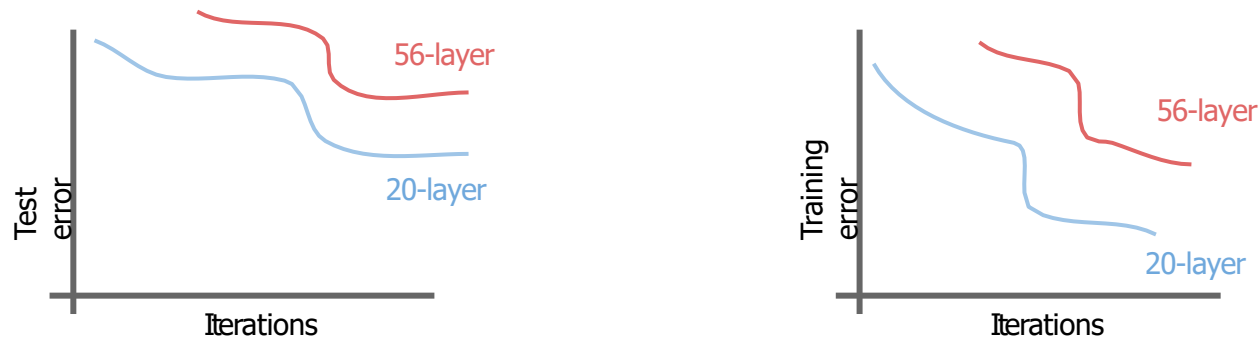 56-layer
20-layer
Test
error
Iterations
56-layer
20-layer
Training
error
Iterations